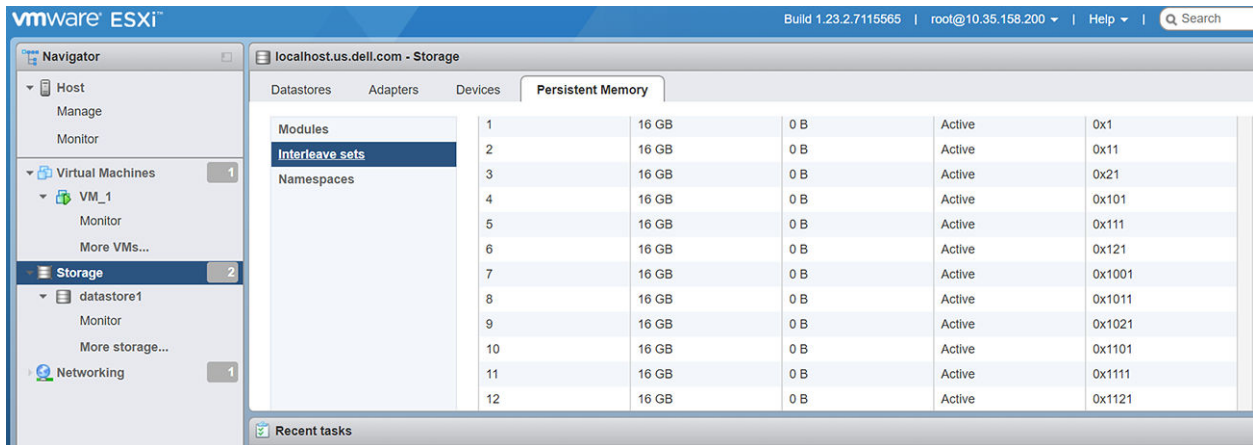 vmware ESXi™
Build 1.23.2.7115565 | root@10.35.158.200 | Help | Search
Navigator
Host
Manage
Monitor
Virtual Machines 1
VM_1
Monitor
More VMs...
Storage 2
datastore1
Monitor
More storage...
Networking 1
localhost.us.dell.com - Storage
Datastores Adapters Devices Persistent Memory
Modules
Interleave sets
Namespaces
1 16 GB 0 B Active 0x1
2 16 GB 0 B Active 0x11
3 16 GB 0 B Active 0x21
4 16 GB 0 B Active 0x101
5 16 GB 0 B Active 0x111
6 16 GB 0 B Active 0x121
7 16 GB 0 B Active 0x1001
8 16 GB 0 B Active 0x1011
9 16 GB 0 B Active 0x1021
10 16 GB 0 B Active 0x1101
11 16 GB 0 B Active 0x1111
12 16 GB 0 B Active 0x1121
Recent tasks